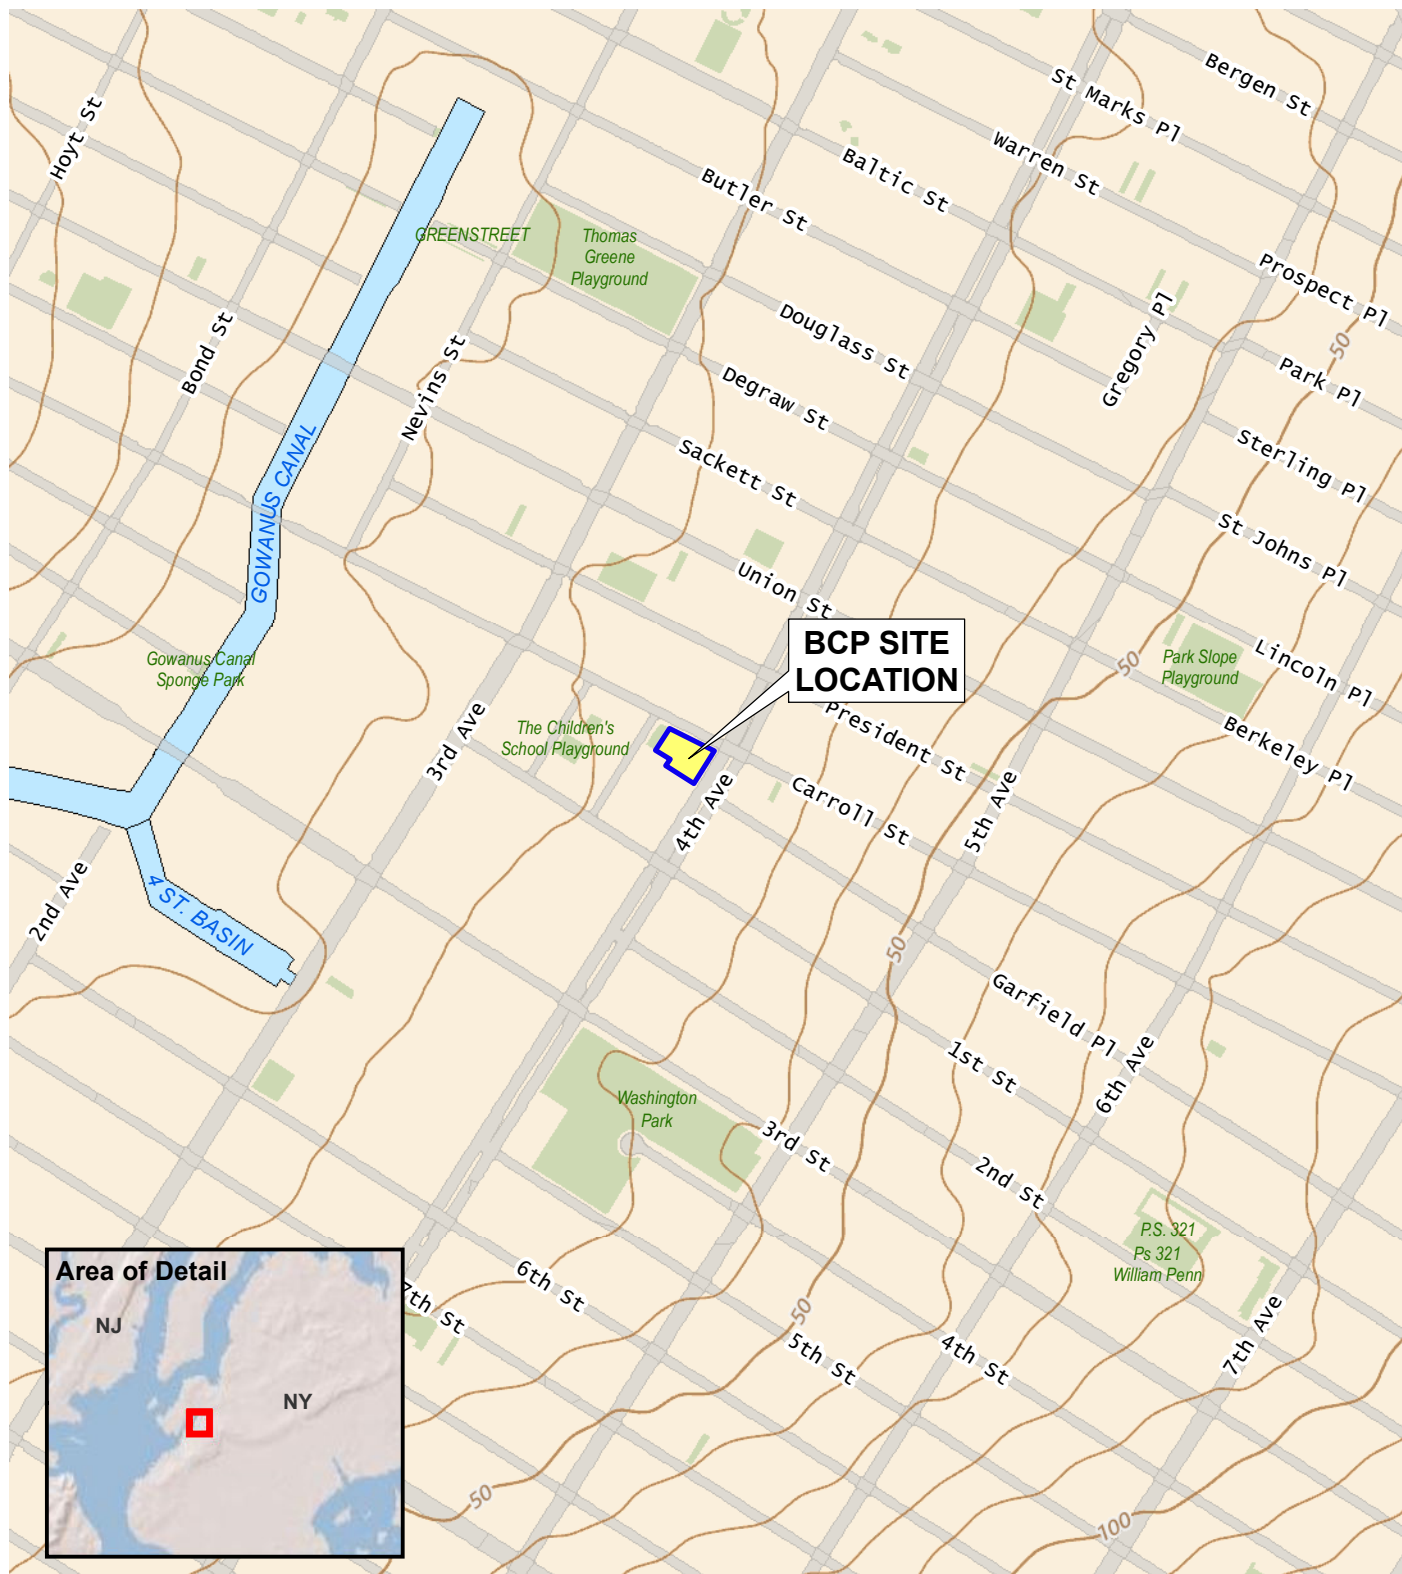 Bergen St
St Marks Pl
Hoyt St
Warren St
Baltic St
Butler St
GREENSTREET
Thomas
Greene
Playground
Prospect Pl
Gregory Pl
Bond St
Douglass St
50
Nevins St
Park Pl
Degraw St
Sackett St
Sterling Pl
GOWANUS CANAL
St Johns Pl
Union St
BCP SITE
LOCATION
Gowanus Canal
Sponge Park
50
Park Slope
Playground
Lincoln Pl
The Children's
School Playground
3rd Ave
President St
Berkeley Pl
4th Ave
Carroll St
5th Ave
2nd Ave
4 ST. BASIN
50
Garfield Pl
1st St
6th Ave
Washington
Park
3rd St
2nd St
P.S. 321
Ps 321
William Penn
Area of Detail
NJ
NY
7th St
6th St
50
5th St
4th St
7th Ave
50
100